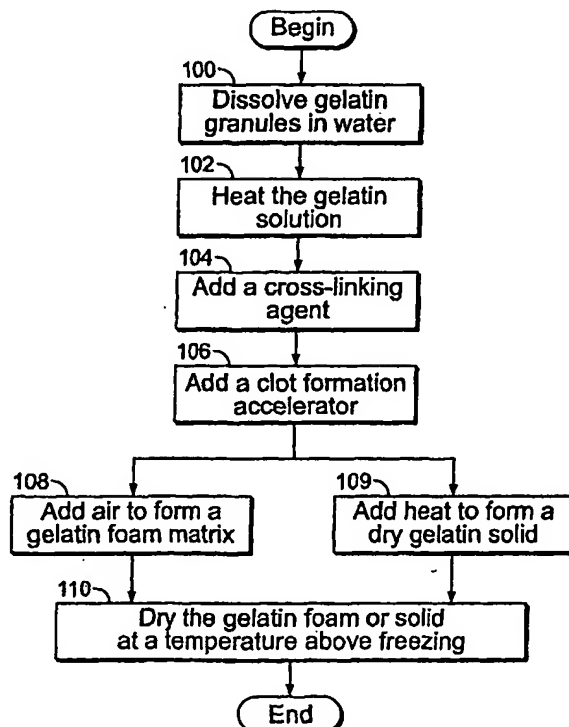 Begin
100
Dissolve gelatin
granules in water
102
Heat the gelatin
solution
104
Add a cross-linking
agent
106
Add a clot formation
accelerator
108
Add air to form a
gelatin foam matrix
109
Add heat to form a
dry gelatin solid
110
Dry the gelatin foam or solid
at a temperature above freezing
End